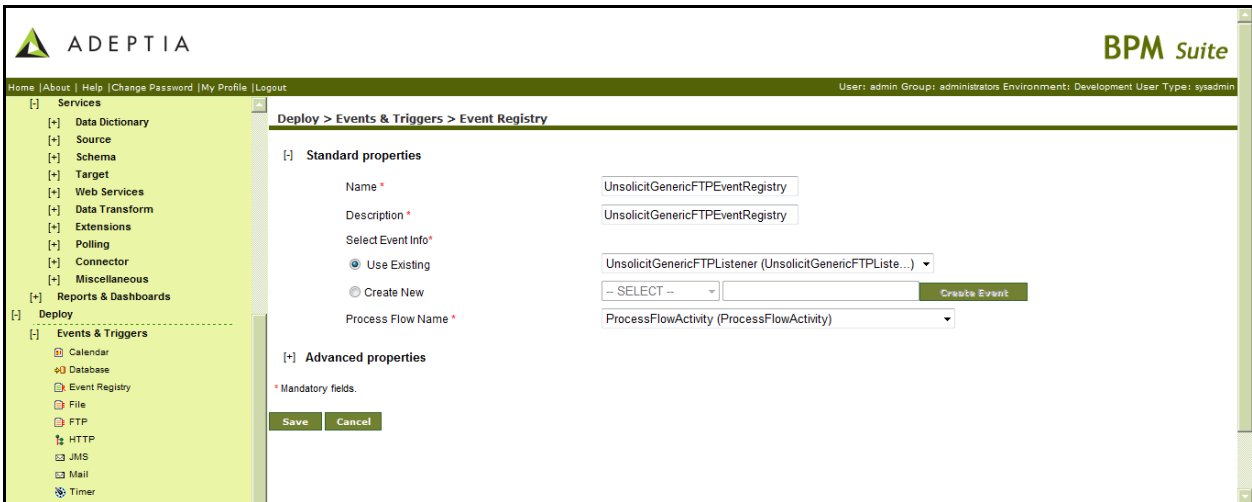 ADEPTIA
BPM Suite
Home |About | Help |Change Password |My Profile |Logout
User: admin Group: administrators Environment: Development User Type: sysadmin
[-] Services
[+] Data Dictionary
[+] Source
[+] Schema
[+] Target
[+] Web Services
[+] Data Transform
[+] Extensions
[+] Polling
[+] Connector
[+] Miscellaneous
[+] Reports & Dashboards
[-] Deploy
[-] Events & Triggers
Calendar
Database
Event Registry
File
FTP
HTTP
JMS
Mail
Timer
Deploy > Events & Triggers > Event Registry
[-] Standard properties
Name * UnsolicitGenericFTPEventRegistry
Description * UnsolicitGenericFTPEventRegistry
Select Event Info*
Use Existing UnsolicitGenericFTPListener (UnsolicitGenericFTPListe...)
Create New -- SELECT -- Create Event
Process Flow Name * ProcessFlowActivity (ProcessFlowActivity)
[+] Advanced properties
* Mandatory fields.
Save Cancel